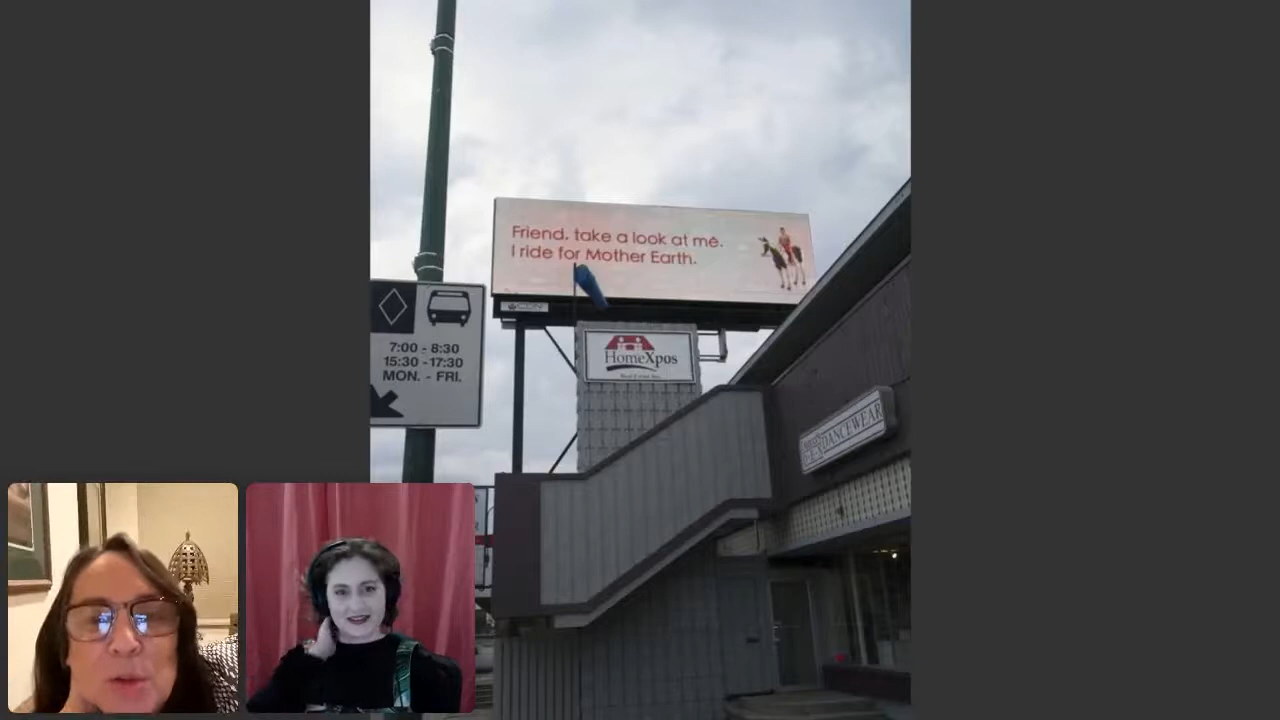 Friend, take a look at me.
I ride for Mother Earth.
ICON
HomeXpos
7:00 - 8:30
15:30 - 17:30
MON. - FRI.
DANCEWEAR